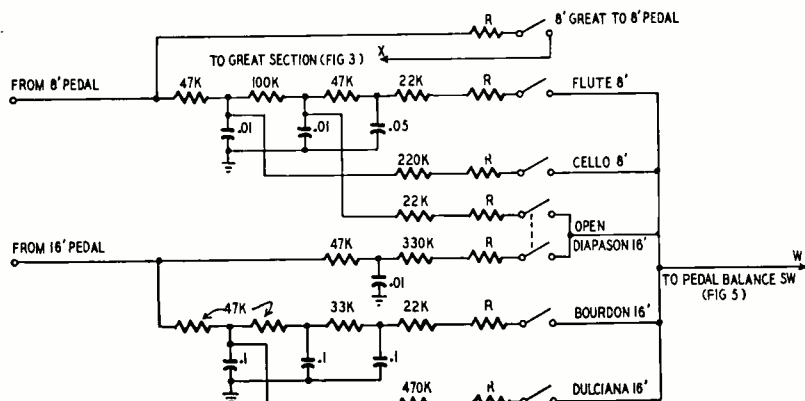 R
8' GREAT TO 8' PEDAL
X
TO GREAT SECTION (FIG 3)
FROM 8' PEDAL
47K
100K
47K
22K
R
FLUTE 8'
.01
.01
.05
220K
R
CELLO 8'
22K
R
OPEN
DIAPASON 16'
FROM 16' PEDAL
47K
330K
R
.01
W
TO PEDAL BALANCE SW
(FIG 5)
47K
33K
22K
R
BOURDON 16'
.1
.1
.1
470K
R
DULCIANA 16'